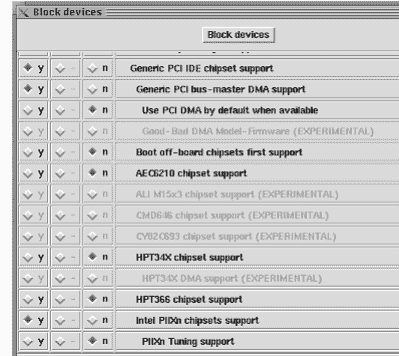 Block devices
Block devices
y - n Generic PCI IDE chipset support
y - n Generic PCI bus-master DMA support
y - n Use PCI DMA by default when available
y - n Good-Bad DMA Model-Firmware (EXPERIMENTAL)
y - n Boot off-board chipsets first support
y - n AEC6210 chipset support
y - n ALI M15x3 chipset support (EXPERIMENTAL)
y - n CMD646 chipset support (EXPERIMENTAL)
y - n CY82C693 chipset support (EXPERIMENTAL)
y - n HPT34X chipset support
y - n HPT34X DMA support (EXPERIMENTAL)
y - n HPT366 chipset support
y - n Intel PIIXn chipsets support
y - n PIIXn Tuning support